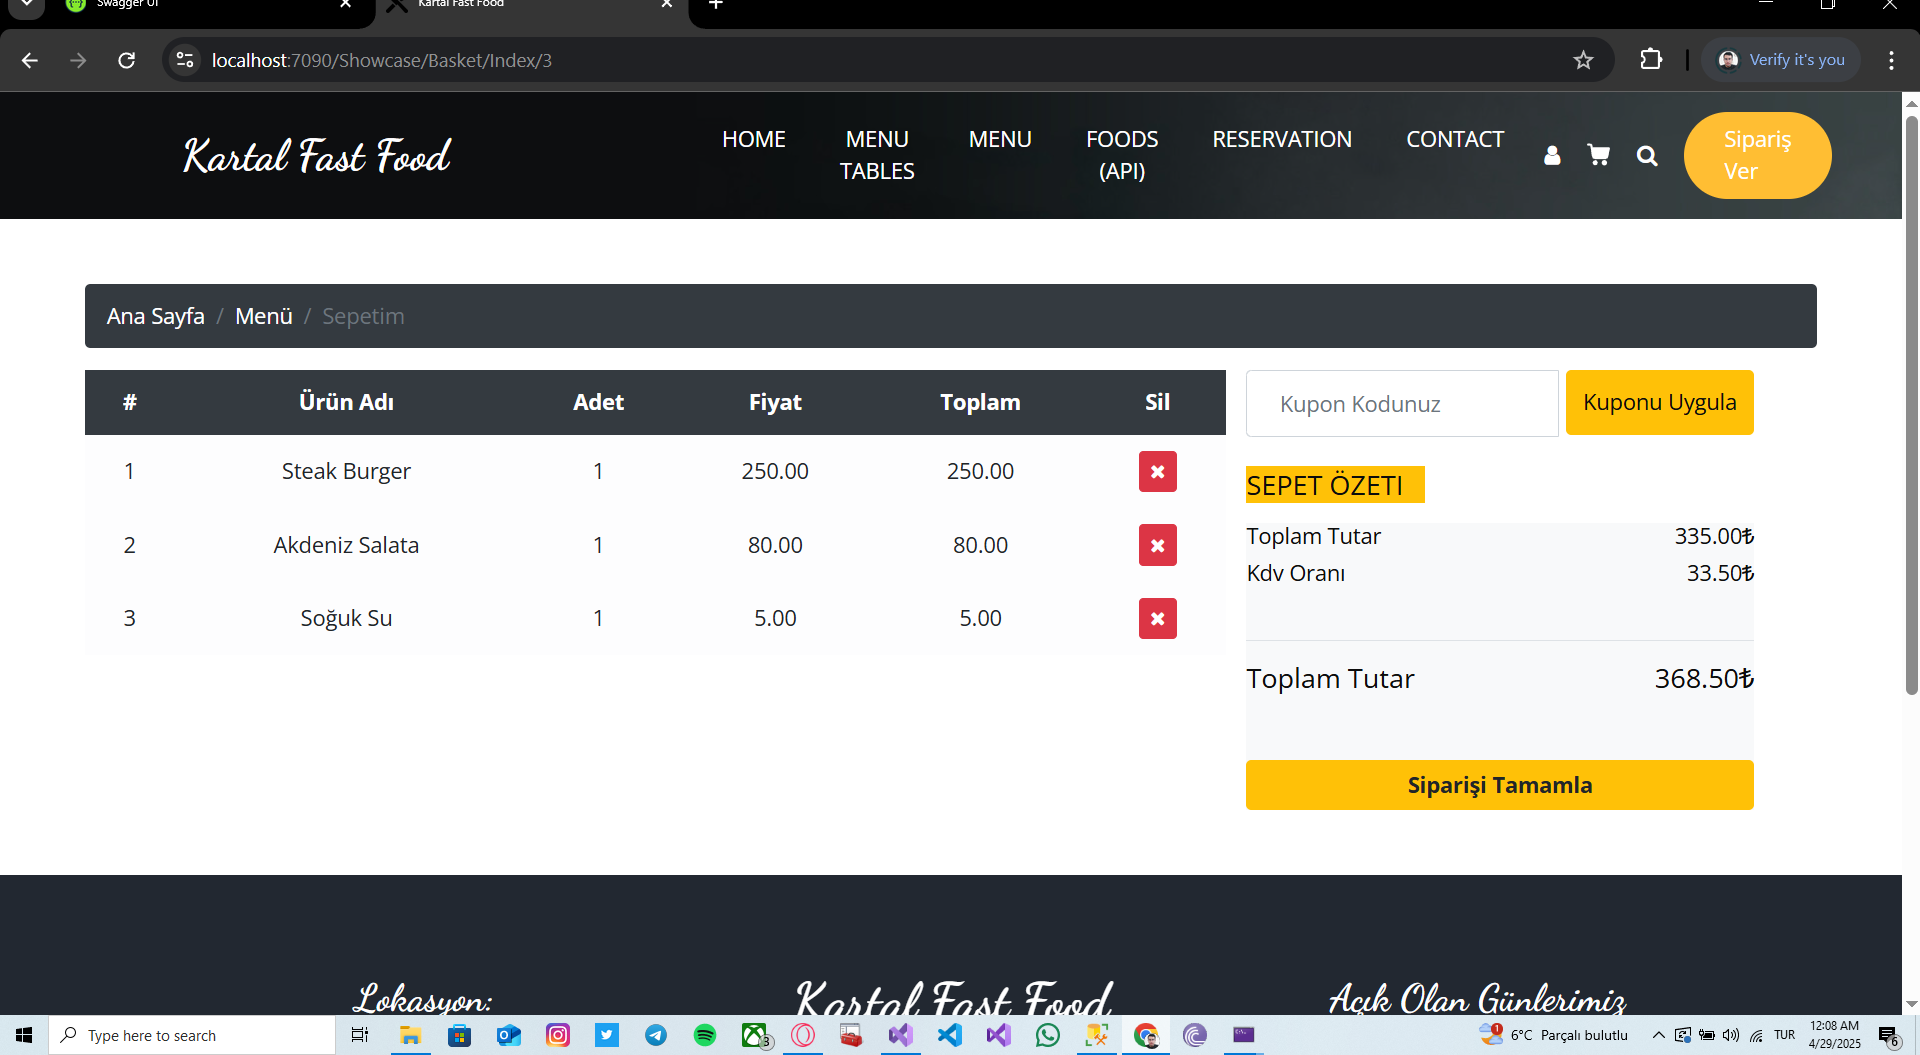 Swagger UI
Kartal Fast Food
localhost:7090/Showcase/Basket/Index/3
Verify it's you
Kartal Fast Food
HOME
MENU
TABLES
MENU
FOODS
(API)
RESERVATION
CONTACT
Sipariş
Ver
Ana Sayfa / Menü / Sepetim
# Ürün Adı Adet Fiyat Toplam Sil
1 Steak Burger 1 250.00 250.00
2 Akdeniz Salata 1 80.00 80.00
3 Soğuk Su 1 5.00 5.00
Kupon Kodunuz
Kuponu Uygula
SEPET ÖZETI
Toplam Tutar 335.00₺
Kdv Oranı 33.50₺
Toplam Tutar 368.50₺
Siparişi Tamamla
Lokasyon:
Kartal Fast Food
Açık Olan Günlerimiz
Type here to search
3
1
6°C Parçalı bulutlu
TUR
12:08 AM
4/29/2025
6